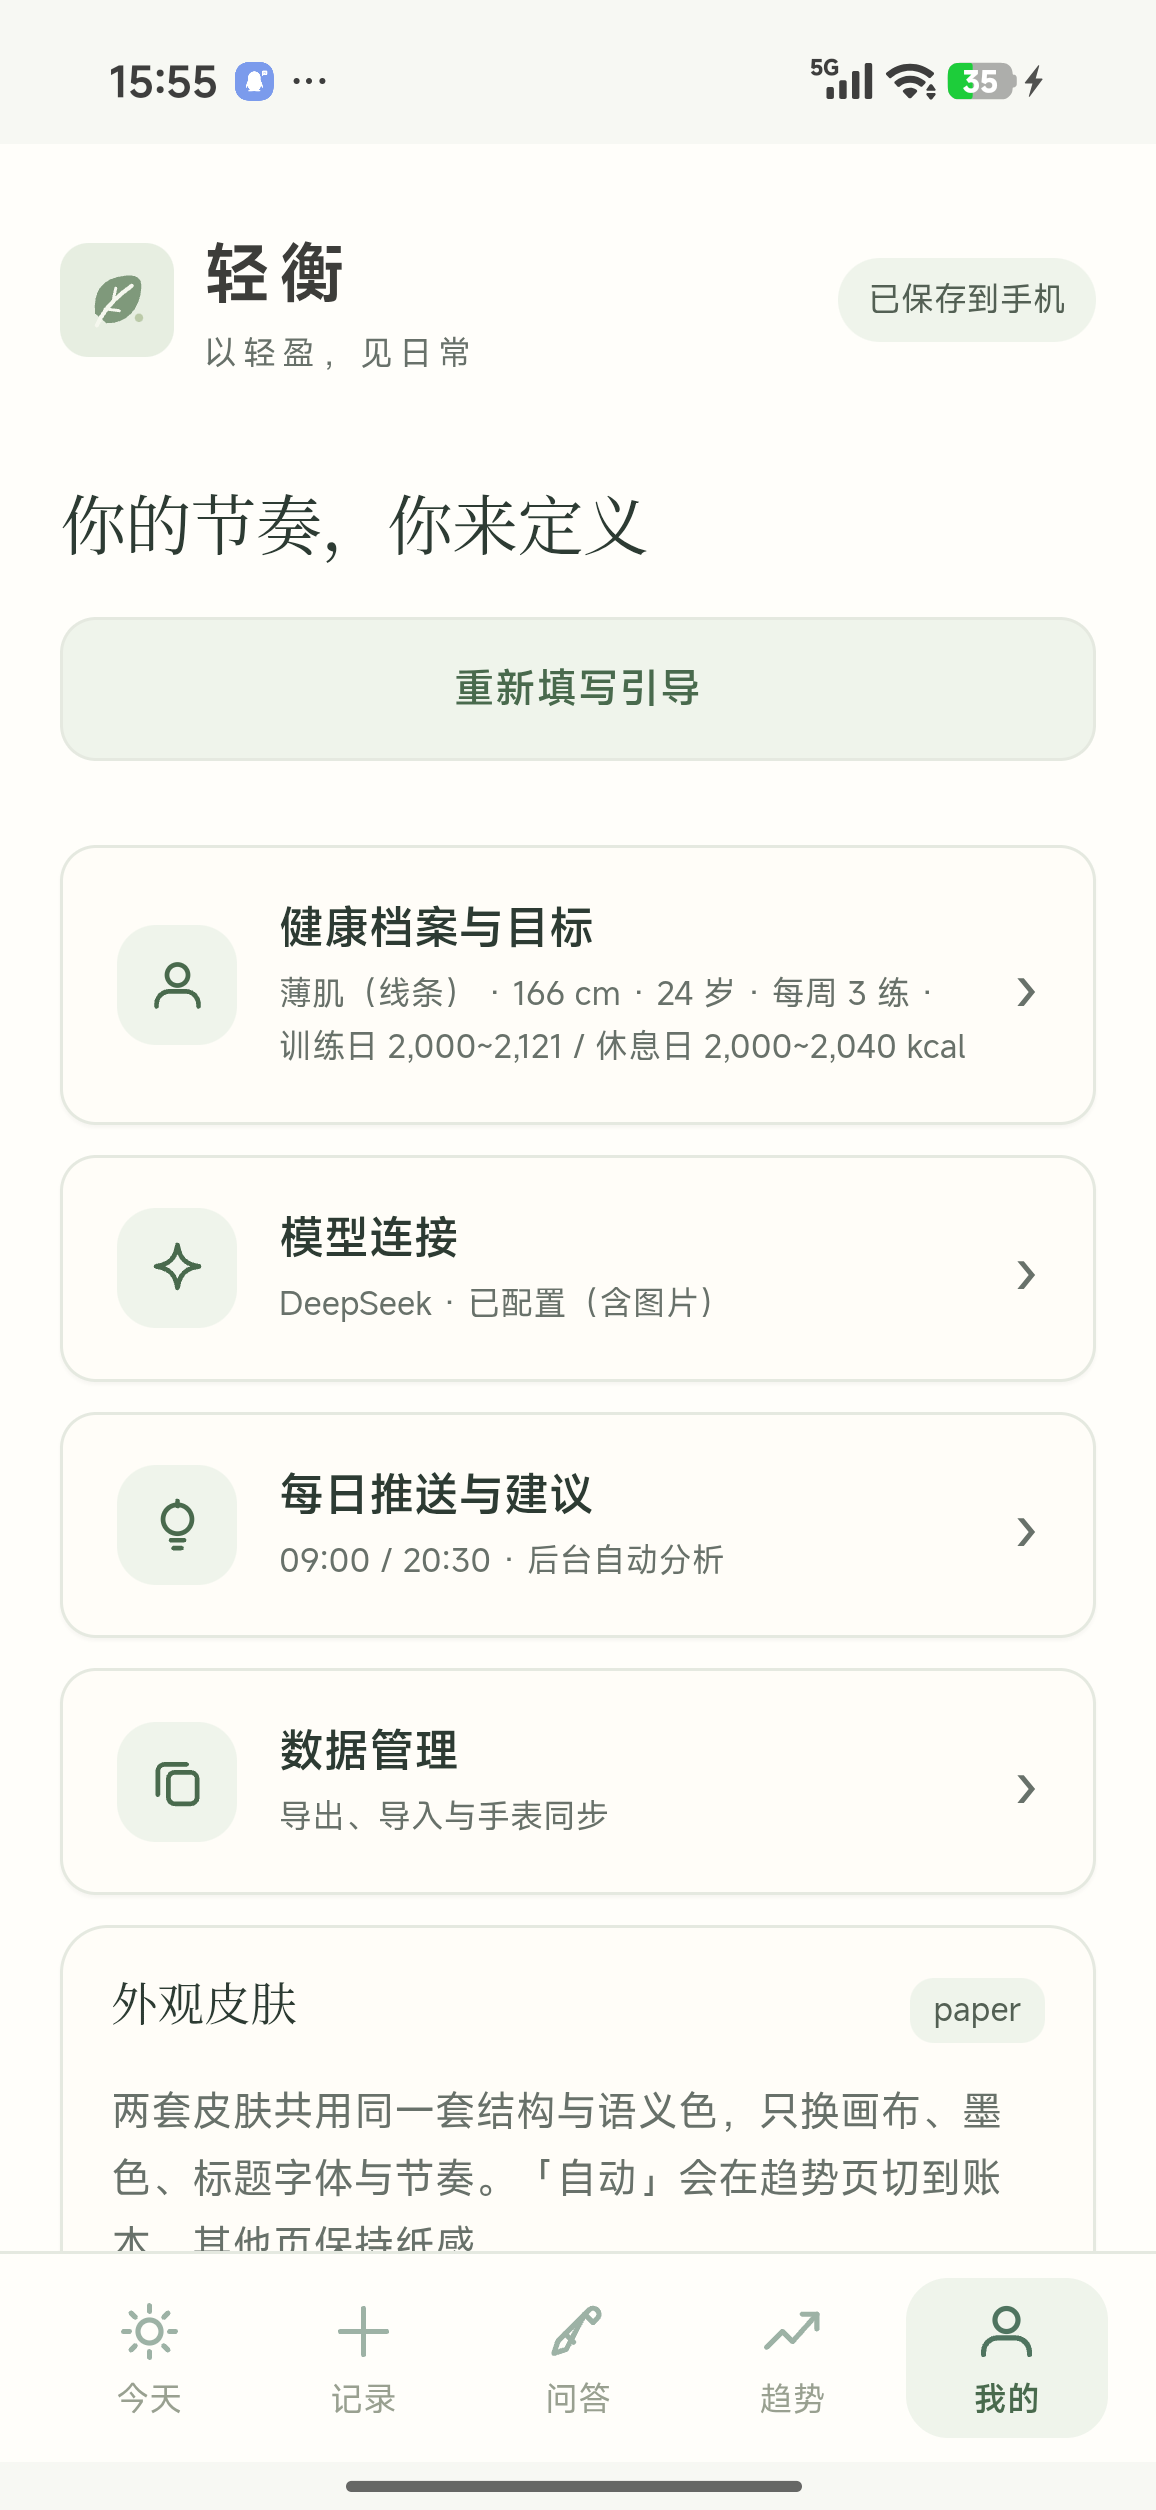 15:55 ···
5G 35
轻衡
以轻盈，见日常
已保存到手机
你的节奏，你来定义
重新填写引导
健康档案与目标
薄肌（线条） · 166 cm · 24 岁 · 每周 3 练 ·
训练日 2,000~2,121 / 休息日 2,000~2,040 kcal
模型连接
DeepSeek · 已配置（含图片）
每日推送与建议
09:00 / 20:30 · 后台自动分析
数据管理
导出、导入与手表同步
外观皮肤
paper
两套皮肤共用同一套结构与语义色，只换画布、墨
色、标题字体与节奏。「自动」会在趋势页切到账
本，其他页保持纸感
今天
记录
问答
趋势
我的